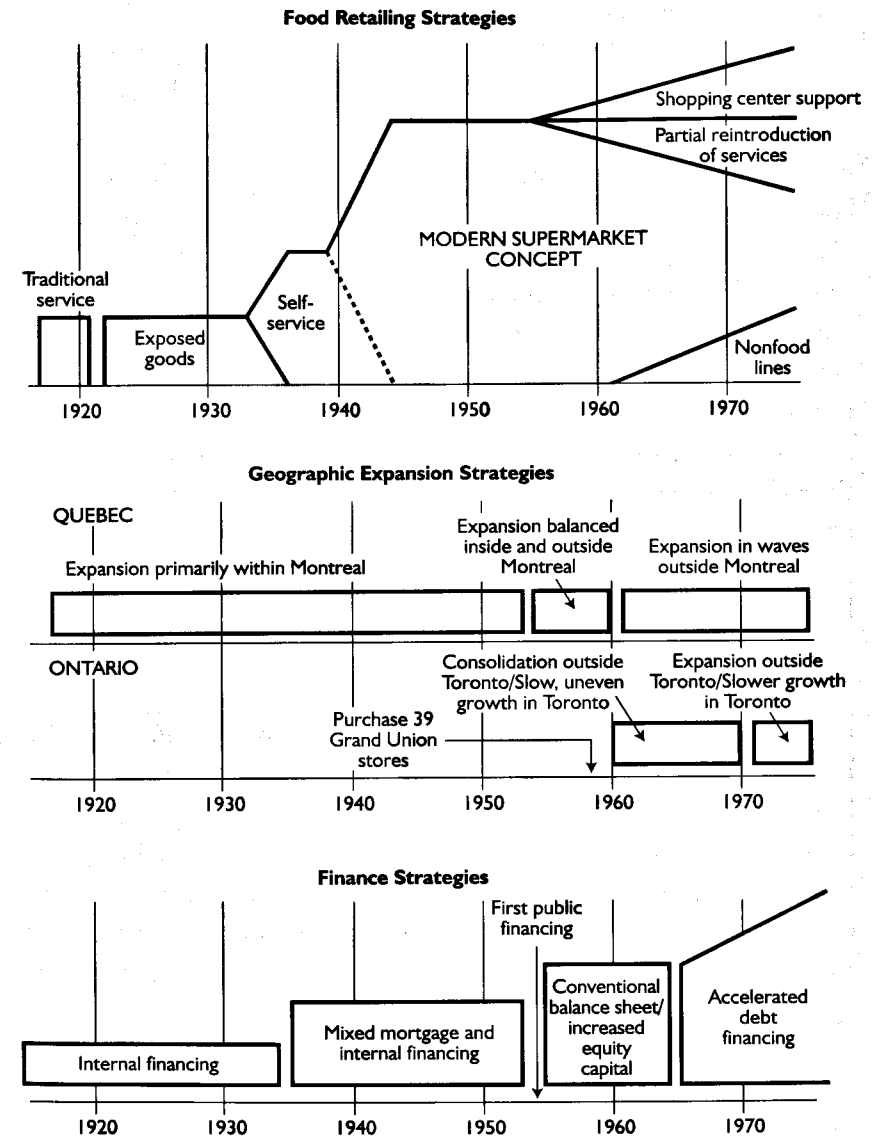 Food Retailing Strategies
Shopping center support
Partial reintroduction
of services
MODERN SUPERMARKET
CONCEPT
Traditional
service
Self-
service
Exposed
goods
Nonfood
lines
1920 1930 1940 1950 1960 1970
Geographic Expansion Strategies
QUEBEC
Expansion primarily within Montreal
Expansion balanced
inside and outside
Montreal
Expansion in waves
outside Montreal
ONTARIO
Purchase 39
Grand Union
stores
Consolidation outside
Toronto/Slow, uneven
growth in Toronto
Expansion outside
Toronto/Slower growth
in Toronto
1920 1930 1940 1950 1960 1970
Finance Strategies
First public
financing
Internal financing
Mixed mortgage and
internal financing
Conventional
balance sheet/
increased
equity
capital
Accelerated
debt
financing
1920 1930 1940 1950 1960 1970